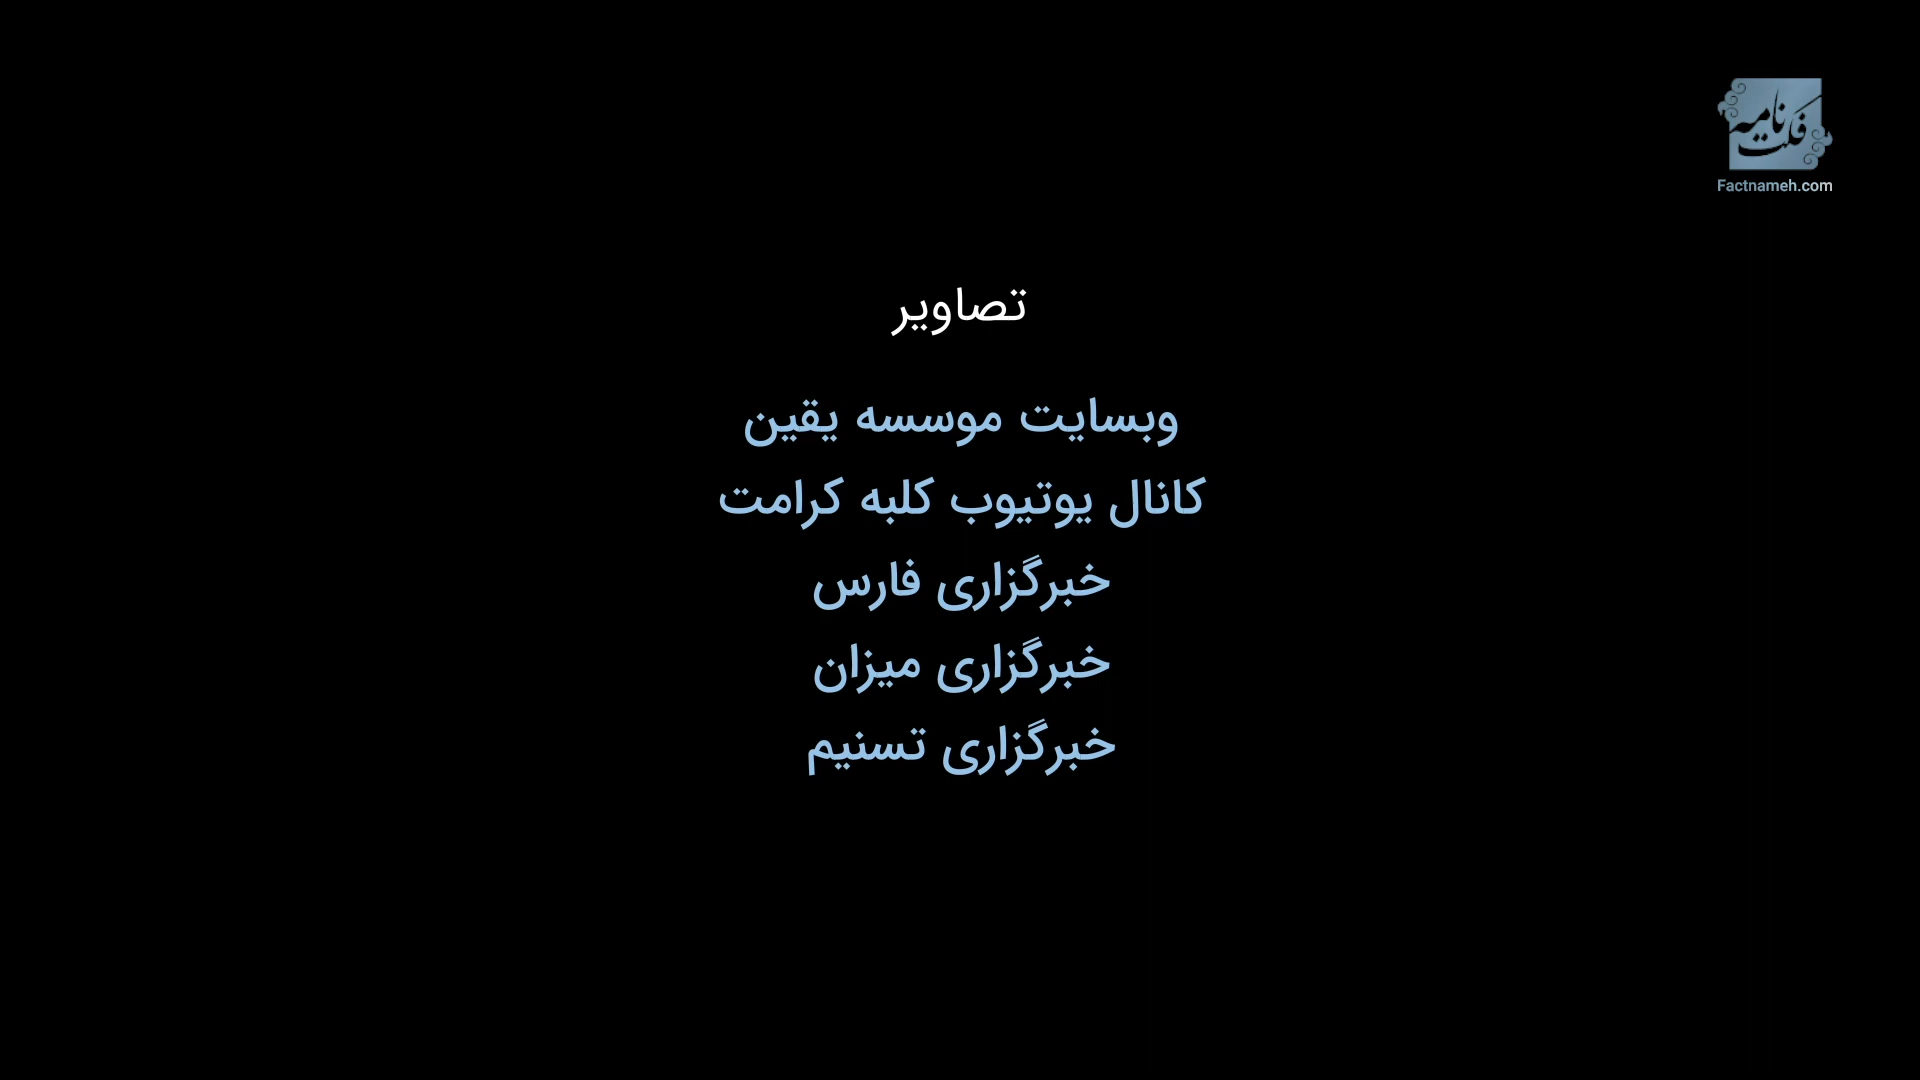 فکت‌نامه
Factnameh.com
تصاویر
وبسایت موسسه یقین
کانال یوتیوب کلبه کرامت
خبرگزاری فارس
خبرگزاری میزان
خبرگزاری تسنیم